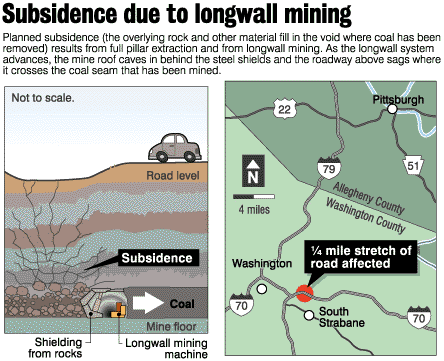 Subsidence due to longwall mining
Planned subsidence (the overlying rock and other material fill in the void where coal has been
removed) results from full pillar extraction and from longwall mining. As the longwall system
advances, the mine roof caves in behind the steel shields and the roadway above sags where
it crosses the coal seam that has been mined.
Not to scale.
Road level
Subsidence
Coal
Mine floor
Shielding
from rocks
Longwall mining
machine
Pittsburgh
22
79
51
N
4 miles
Allegheny County
Washington County
Washington
¼ mile stretch of
road affected
70
70
South
Strabane